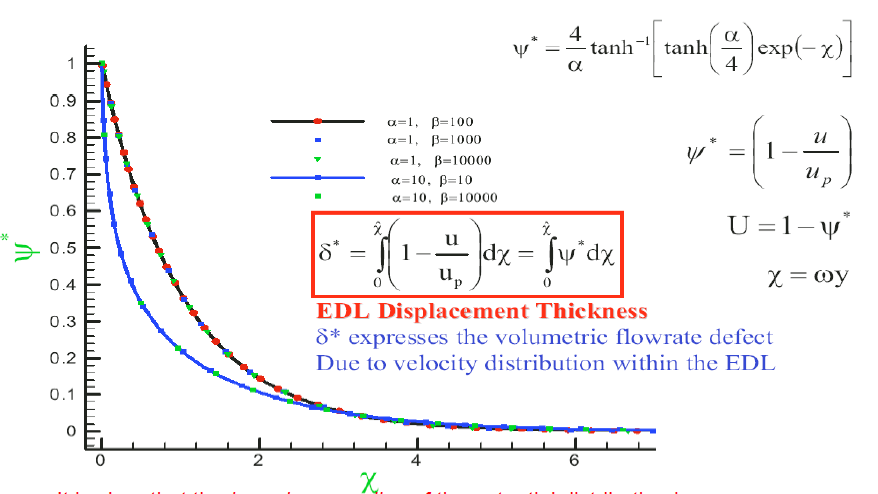 ψ* = 4/α tanh⁻¹[tanh(α/4)exp(−χ)]
1
0.9
0.8
0.7
0.6
0.5
0.4
0.3
0.2
0.1
0
ψ*
α=1, β=100
α=1, β=1000
α=1, β=10000
α=10, β=10
α=10, β=10000
ψ* = (1 − u/u_p)
U = 1 − ψ*
χ = ωy
δ* = ∫₀^χ̂ (1 − u/u_p)dχ = ∫₀^χ̂ ψ*dχ
EDL Displacement Thickness
δ* expresses the volumetric flowrate defect
Due to velocity distribution within the EDL
0 2 4 6
χ